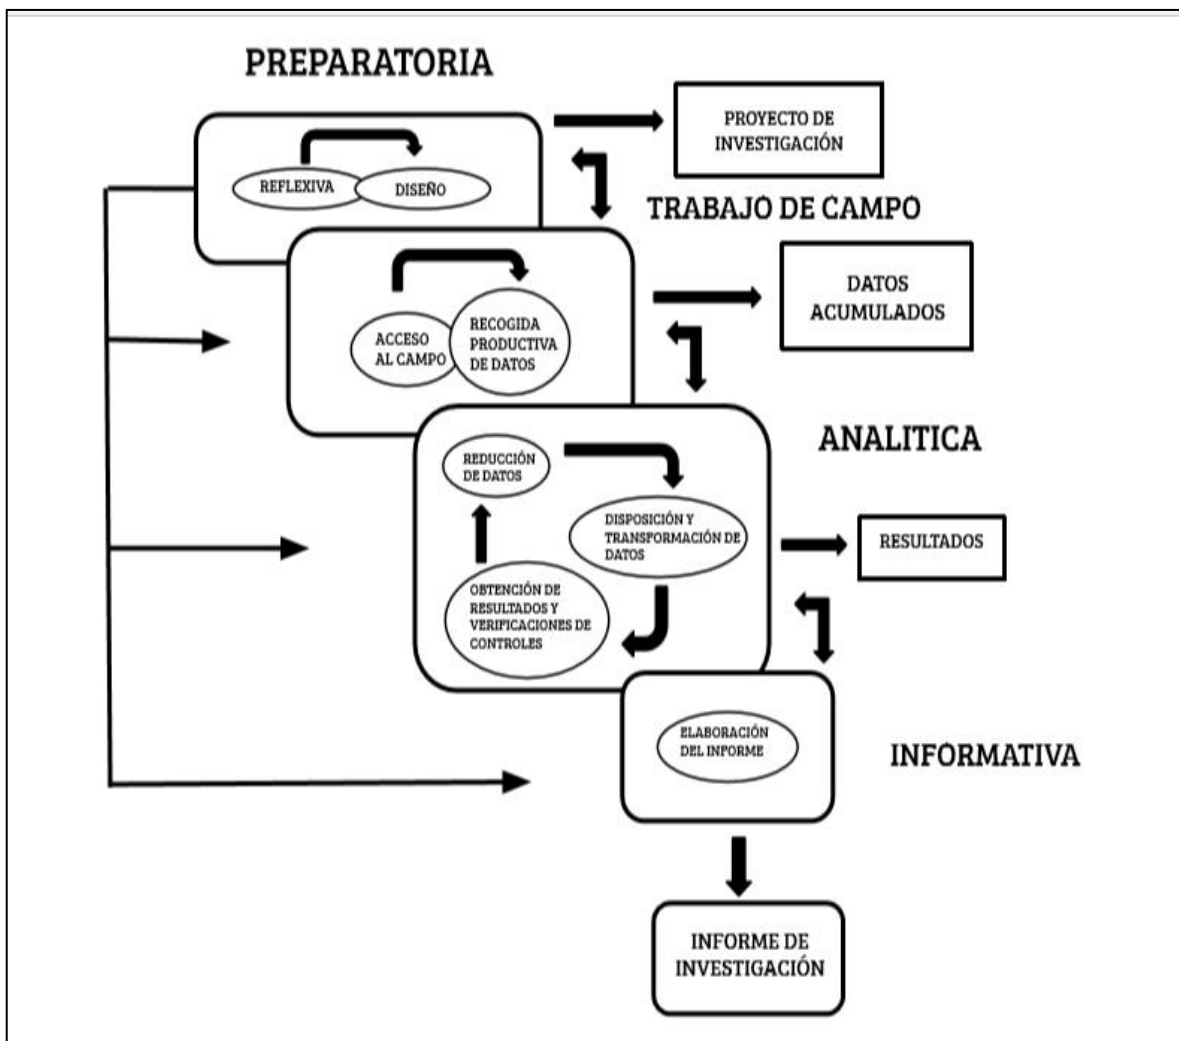 PREPARATORIA
PROYECTO DE
INVESTIGACIÓN
REFLEXIVA
DISEÑO
TRABAJO DE CAMPO
ACCESO
AL CAMPO
RECOGIDA
PRODUCTIVA
DE DATOS
DATOS
ACUMULADOS
ANALITICA
REDUCCIÓN
DE DATOS
DISPOSICIÓN Y
TRANSFORMACIÓN DE
DATOS
RESULTADOS
OBTENCIÓN DE
RESULTADOS Y
VERIFICACIONES DE
CONTROLES
ELABORACIÓN
DEL INFORME
INFORMATIVA
INFORME DE
INVESTIGACIÓN